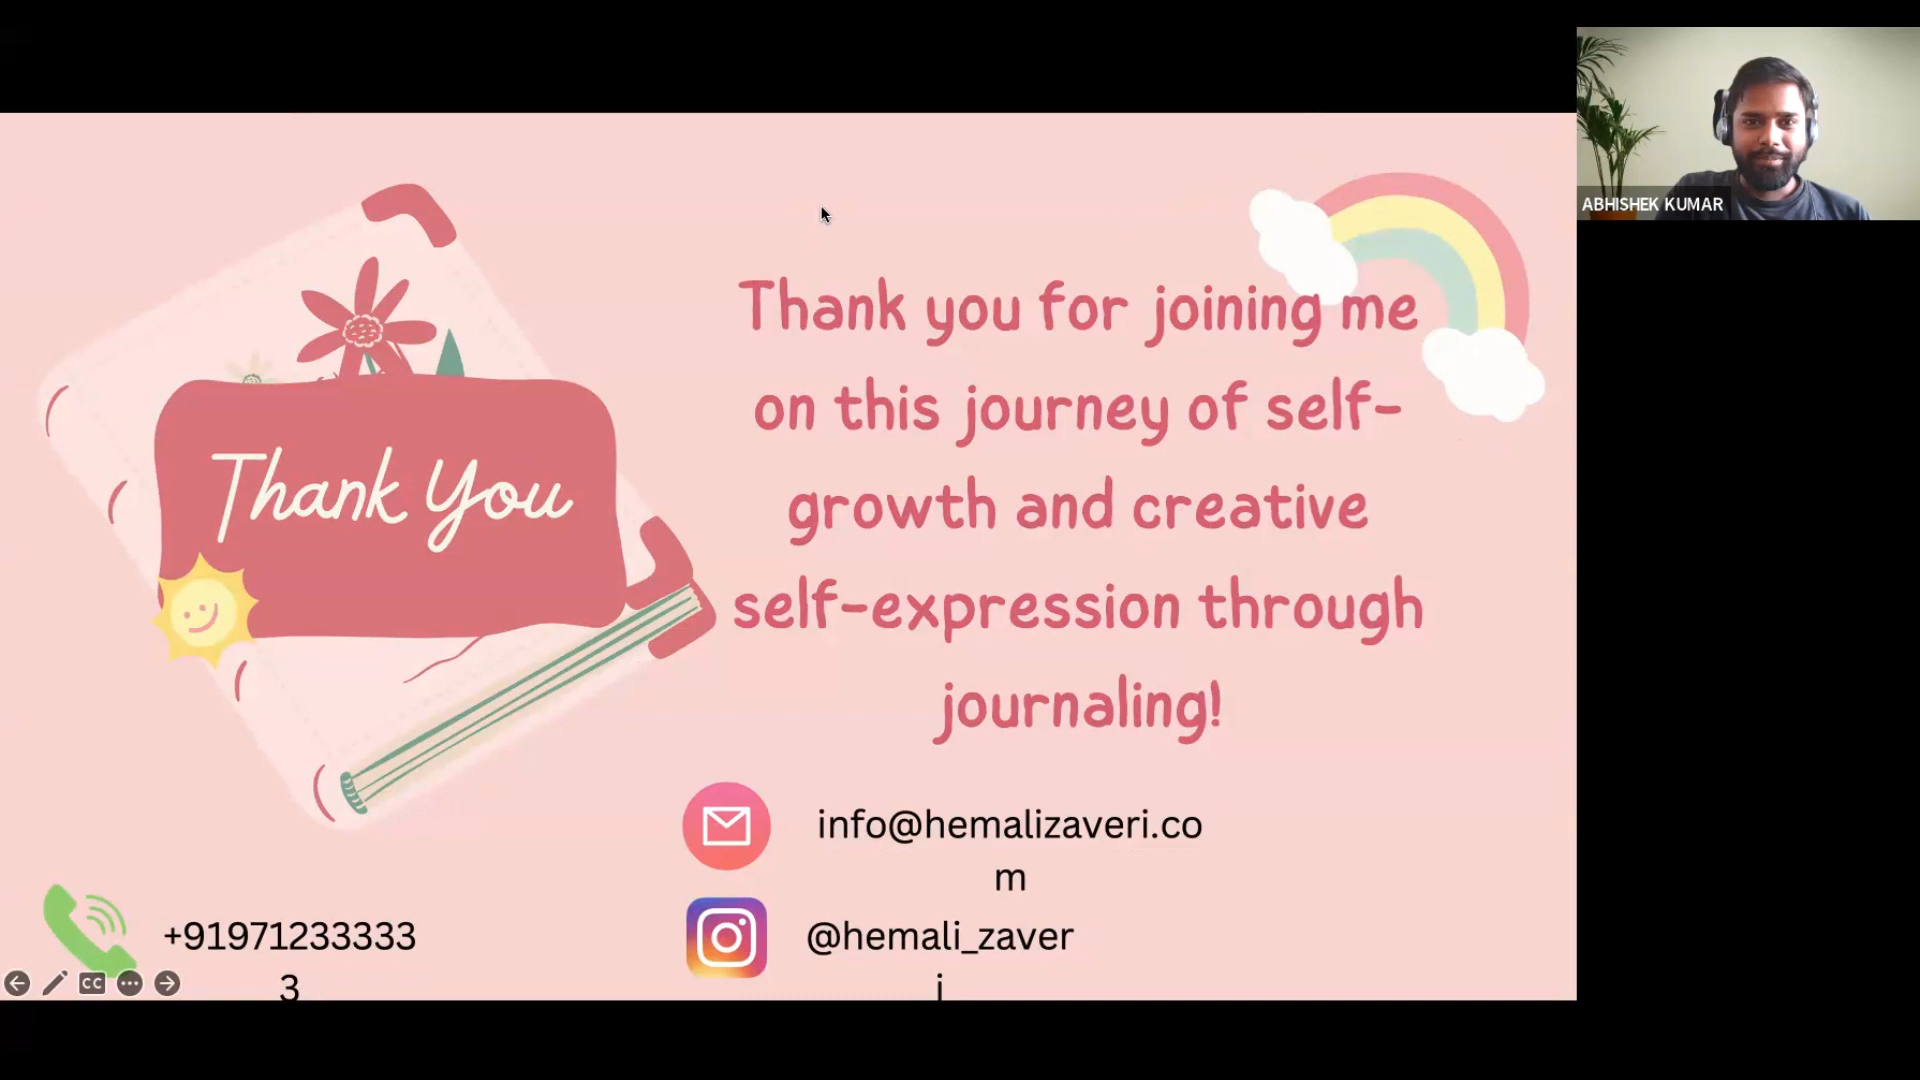 ABHISHEK KUMAR
Thank you for joining me
on this journey of self-
growth and creative
self-expression through
journaling!
Thank You
info@hemalizaveri.co
m
+91971233333
3
@hemali_zaver
i
CC